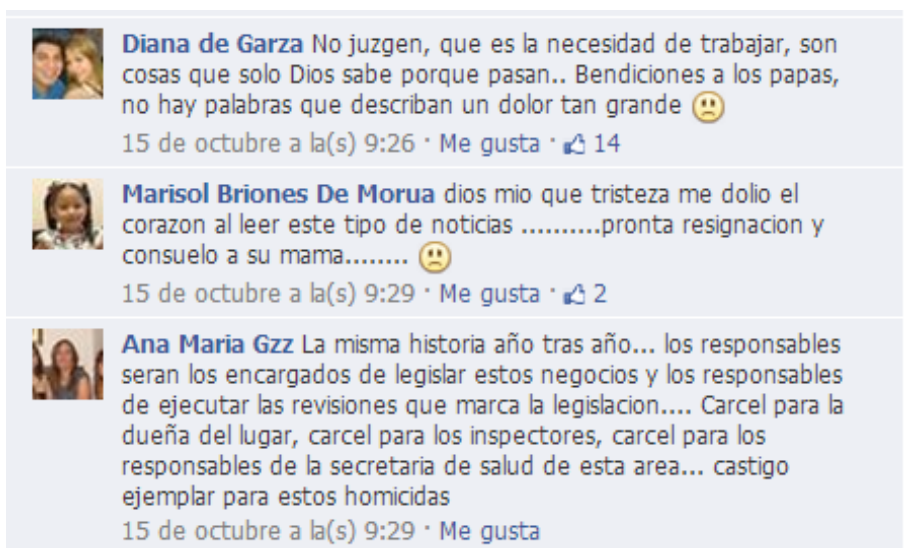 Diana de Garza No juzgen, que es la necesidad de trabajar, son
cosas que solo Dios sabe porque pasan.. Bendiciones a los papas,
no hay palabras que describan un dolor tan grande
15 de octubre a la(s) 9:26 · Me gusta · 14
Marisol Briones De Morua dios mio que tristeza me dolio el
corazon al leer este tipo de noticias ..........pronta resignacion y
consuelo a su mama........
15 de octubre a la(s) 9:29 · Me gusta · 2
Ana Maria Gzz La misma historia año tras año... los responsables
seran los encargados de legislar estos negocios y los responsables
de ejecutar las revisiones que marca la legislacion.... Carcel para la
dueña del lugar, carcel para los inspectores, carcel para los
responsables de la secretaria de salud de esta area... castigo
ejemplar para estos homicidas
15 de octubre a la(s) 9:29 · Me gusta